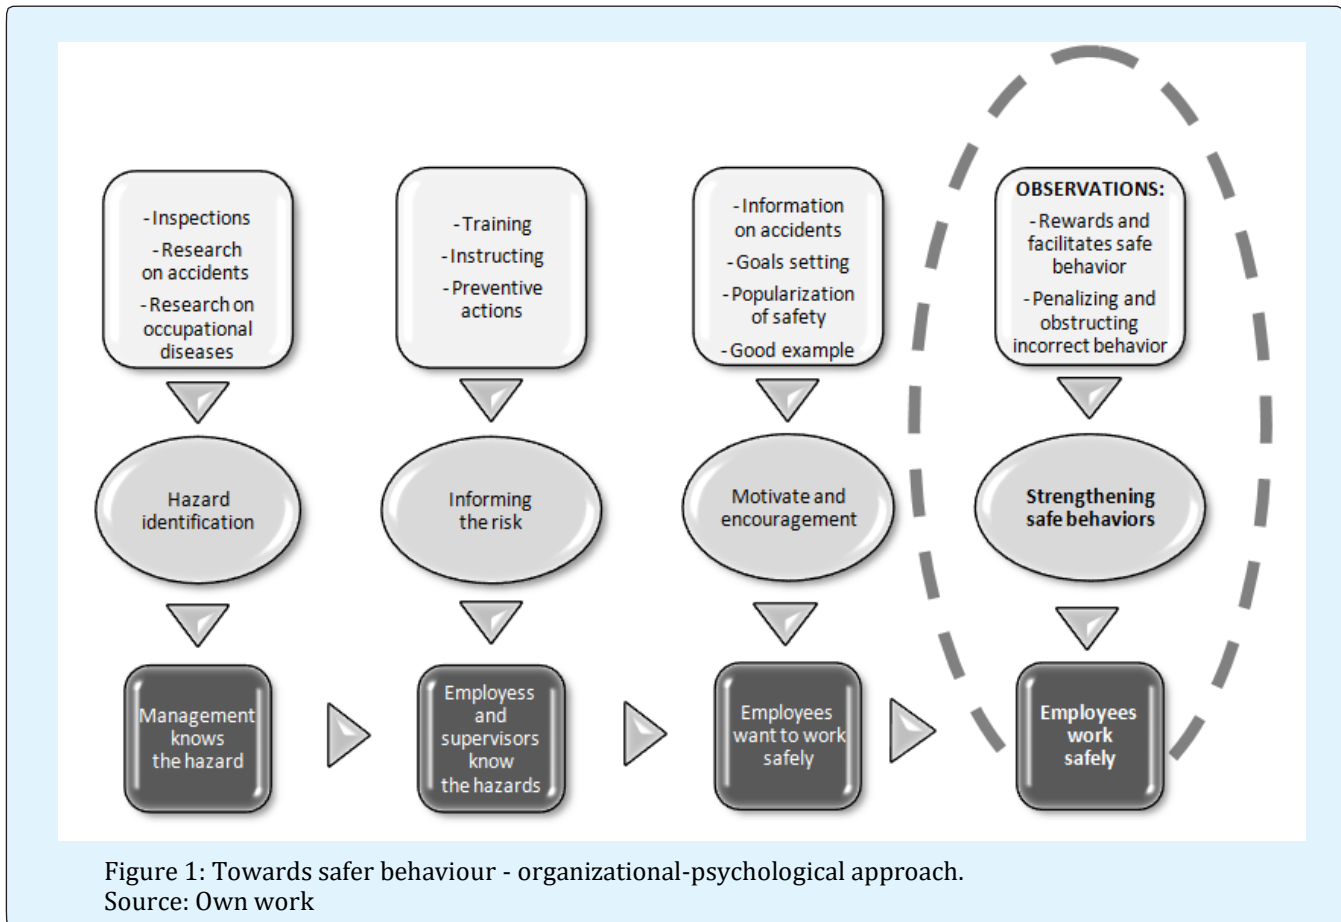 - Inspections
- Research
on accidents
- Research on
occupational
diseases
- Training
- Instructing
- Preventive
actions
- Information
on accidents
- Goals setting
- Popularization
of safety
- Good example
OBSERVATIONS:
- Rewards and
facilitates safe
behavior
- Penalizing and
obstructing
incorrect behavior
Hazard
identification
Informing
the risk
Motivate and
encouragement
Strengthening
safe behaviors
Management
knows
the hazard
Employess
and
supervisors
know
the hazards
Employees
want to work
safely
Employees
work
safely
Figure 1: Towards safer behaviour - organizational-psychological approach.
Source: Own work